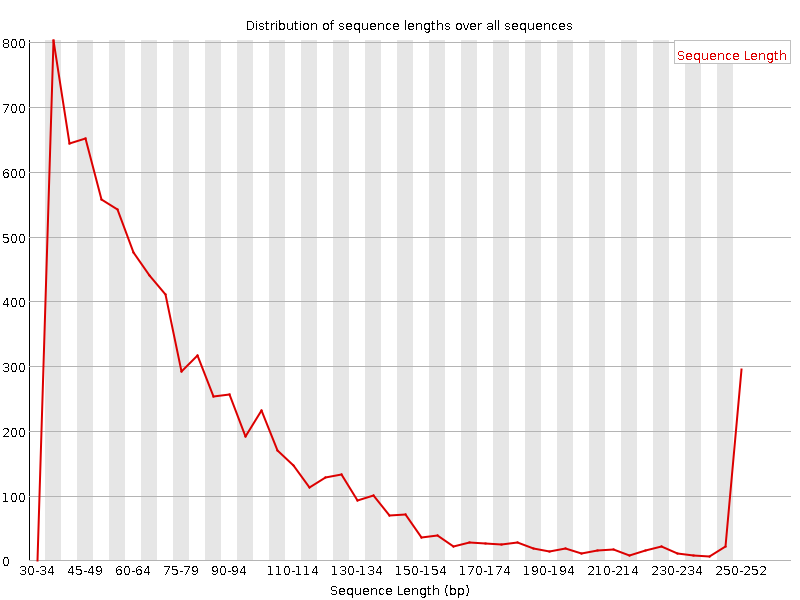 Distribution of sequence lengths over all sequences
Sequence Length
800
700
600
500
400
300
200
100
0
30-34 45-49 60-64 75-79 90-94 110-114 130-134 150-154 170-174 190-194 210-214 230-234 250-252
Sequence Length (bp)